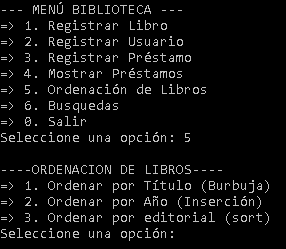 --- MENÚ BIBLIOTECA ---
=> 1. Registrar Libro
=> 2. Registrar Usuario
=> 3. Registrar Préstamo
=> 4. Mostrar Préstamos
=> 5. Ordenación de Libros
=> 6. Busquedas
=> 0. Salir
Seleccione una opción: 5

----ORDENACION DE LIBROS----
=> 1. Ordenar por Título (Burbuja)
=> 2. Ordenar por Año (Inserción)
=> 3. Ordenar por editorial (sort)
Seleccione una opción: